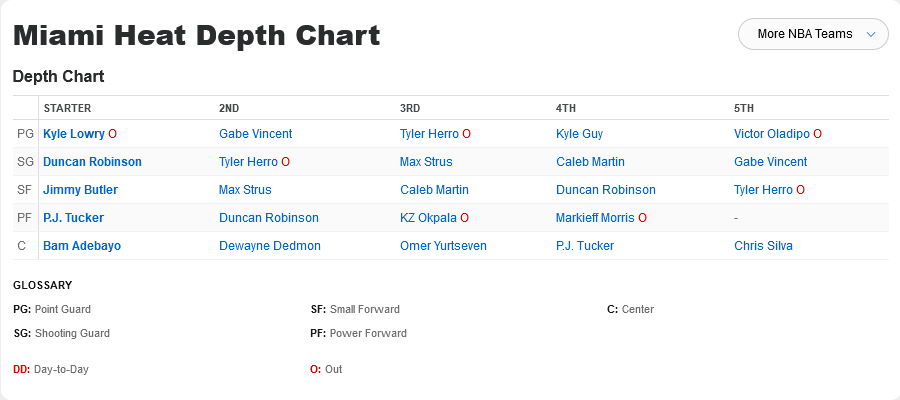 Miami Heat Depth Chart
More NBA Teams
Depth Chart
STARTER 2ND 3RD 4TH 5TH
PG Kyle Lowry O Gabe Vincent Tyler Herro O Kyle Guy Victor Oladipo O
SG Duncan Robinson Tyler Herro O Max Strus Caleb Martin Gabe Vincent
SF Jimmy Butler Max Strus Caleb Martin Duncan Robinson Tyler Herro O
PF P.J. Tucker Duncan Robinson KZ Okpala O Markieff Morris O -
C Bam Adebayo Dewayne Dedmon Omer Yurtseven P.J. Tucker Chris Silva
GLOSSARY
PG: Point Guard SF: Small Forward C: Center
SG: Shooting Guard PF: Power Forward
DD: Day-to-Day O: Out